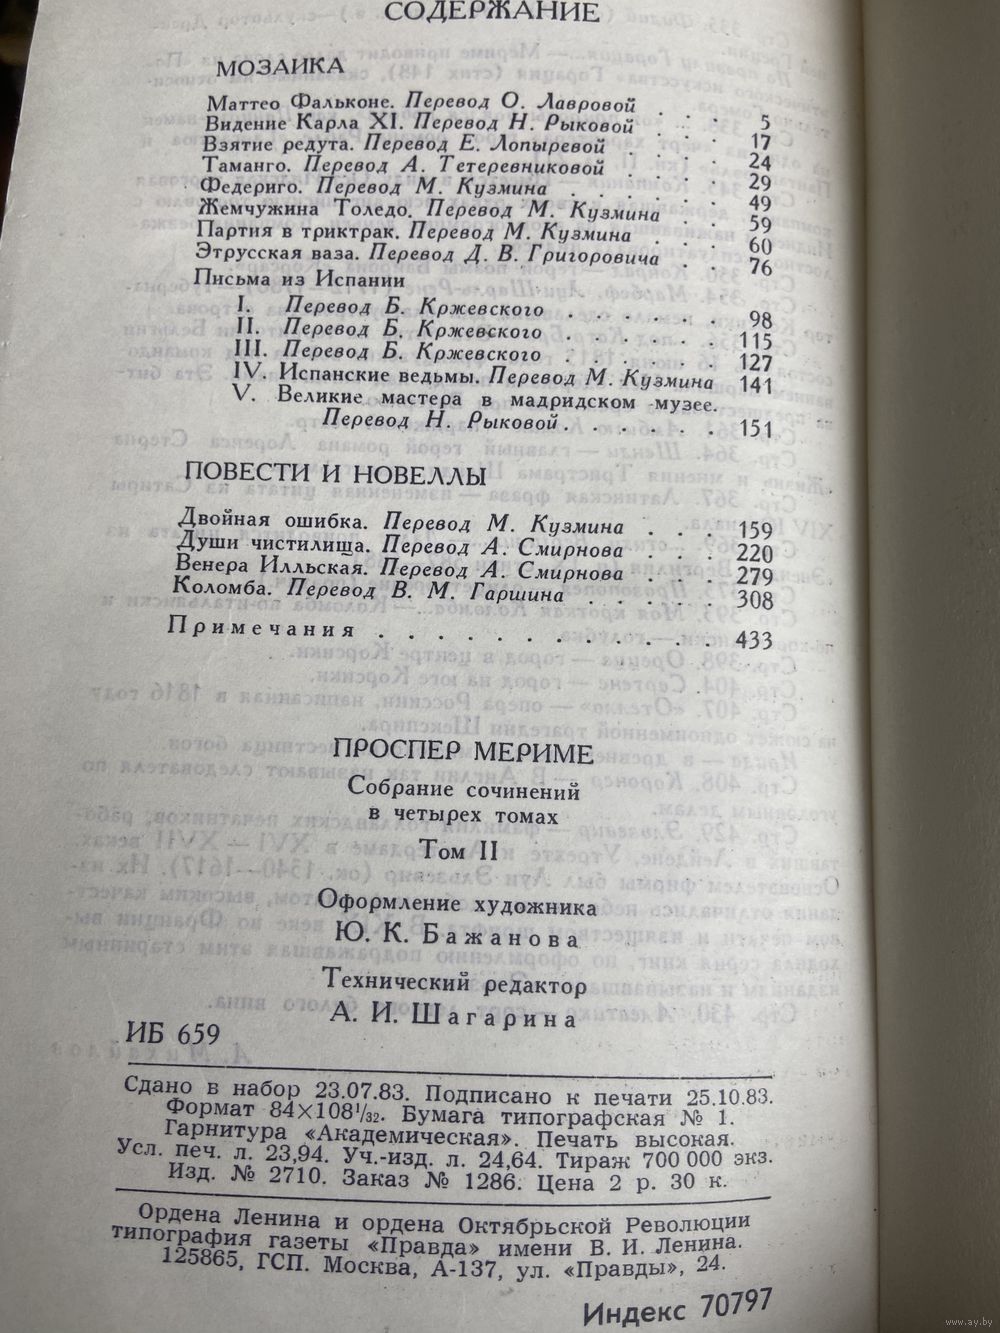 СОДЕРЖАНИЕ
МОЗАИКА
Маттео Фальконе. Перевод О. Лавровой . . . 5
Видение Карла XI. Перевод Н. Рыковой . . . 17
Взятие редута. Перевод Е. Лопыревой . . . 24
Таманго. Перевод А. Тетеревниковой . . . 29
Федериго. Перевод М. Кузмина . . . . 49
Жемчужина Толедо. Перевод М. Кузмина . . 59
Партия в триктрак. Перевод М. Кузмина . . . 60
Этрусская ваза. Перевод Д. В. Григоровича . . 76
Письма из Испании
I. Перевод Б. Кржевского . . . . . . 98
II. Перевод Б. Кржевского . . . . . . 115
III. Перевод Б. Кржевского . . . . . . 127
IV. Испанские ведьмы. Перевод М. Кузмина 141
V. Великие мастера в мадридском музее.
Перевод Н. Рыковой . . . . . . 151
ПОВЕСТИ И НОВЕЛЛЫ
Двойная ошибка. Перевод М. Кузмина . . . 159
Души чистилища. Перевод А. Смирнова . . . 220
Венера Илльская. Перевод А. Смирнова . . . 279
Коломба. Перевод В. М. Гаршина . . . . . 308
Примечания . . . . . . . . . . . . 433
ПРОСПЕР МЕРИМЕ
Собрание сочинений
в четырех томах
Том II
Оформление художника
Ю. К. Бажанова
Технический редактор
А. И. Шагарина
ИБ 659
Сдано в набор 23.07.83. Подписано к печати 25.10.83.
Формат 84×108¹/₃₂. Бумага типографская № 1.
Гарнитура «Академическая». Печать высокая.
Усл. печ. л. 23,94. Уч.-изд. л. 24,64. Тираж 700 000 экз.
Изд. № 2710. Заказ № 1286. Цена 2 р. 30 к.
Ордена Ленина и ордена Октябрьской Революции
типография газеты «Правда» имени В. И. Ленина.
125865, ГСП. Москва, А-137, ул. «Правды», 24.
Индекс 70797
www.ay.by